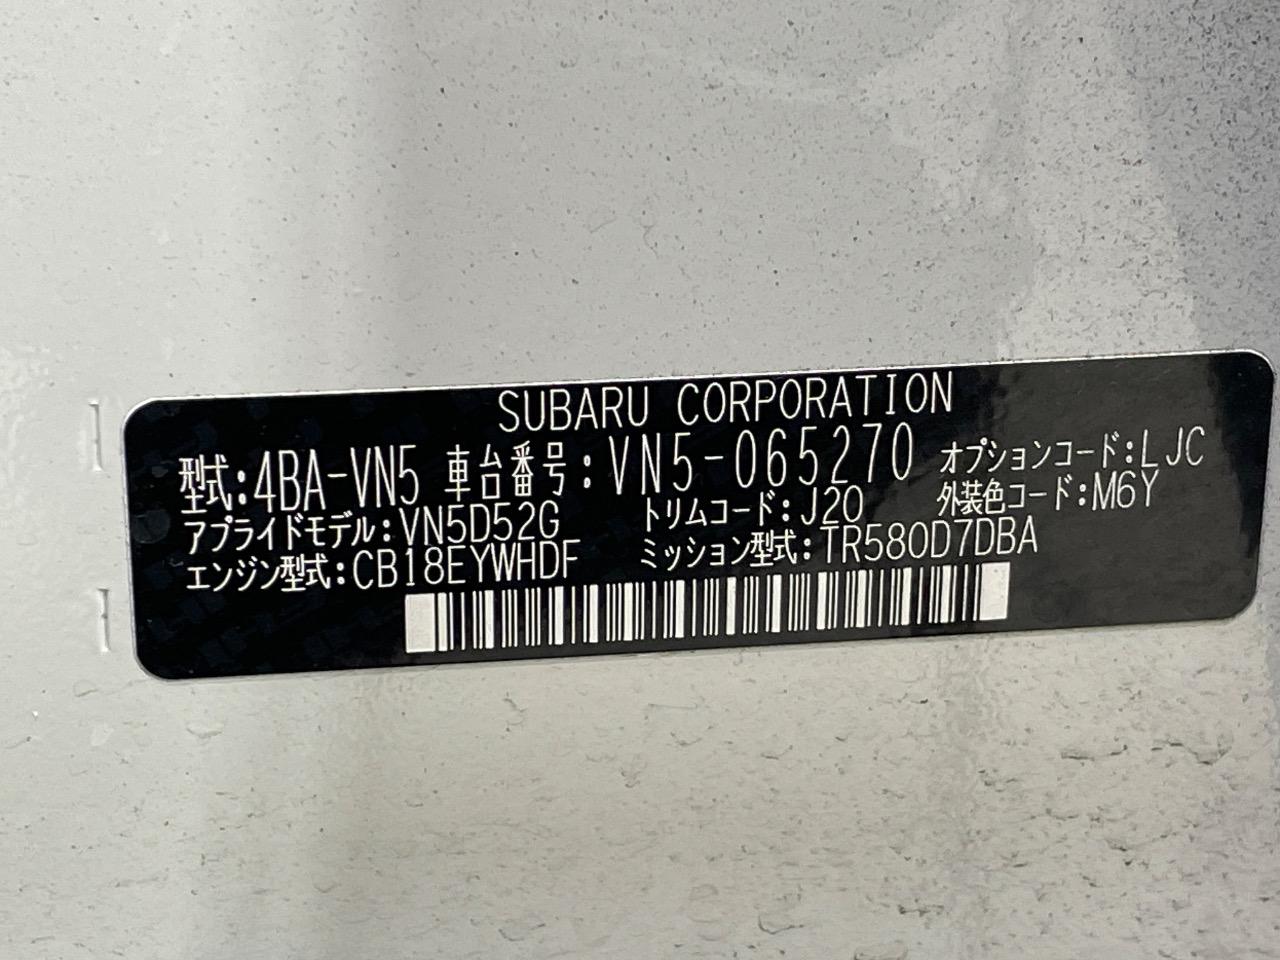 SUBARU CORPORATION
型式:4BA-VN5 車台番号:VN5-065270 オプションコード:LJC
アプライドモデル:VN5D52G トリムコード:J20 外装色コード:M6Y
エンジン型式:CB18EYWHDF ミッション型式:TR580D7DBA